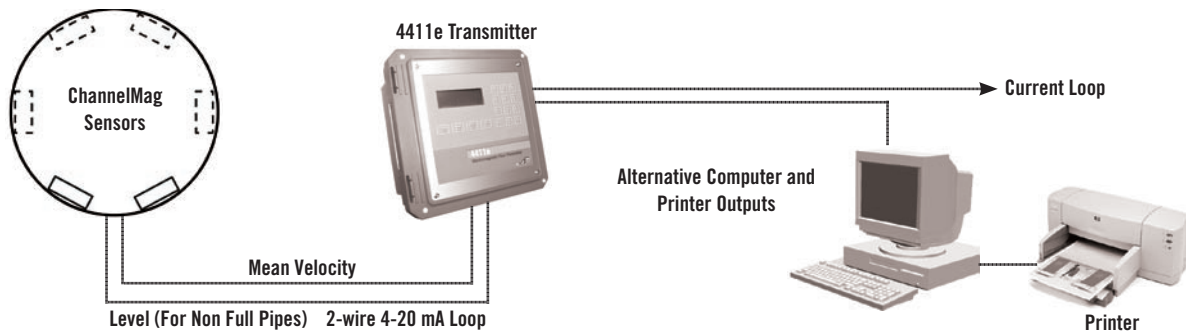 4411e Transmitter
ChannelMag
Sensors
4411e
Current Loop
Alternative Computer and
Printer Outputs
Mean Velocity
Level (For Non Full Pipes) 2-wire 4-20 mA Loop
Printer